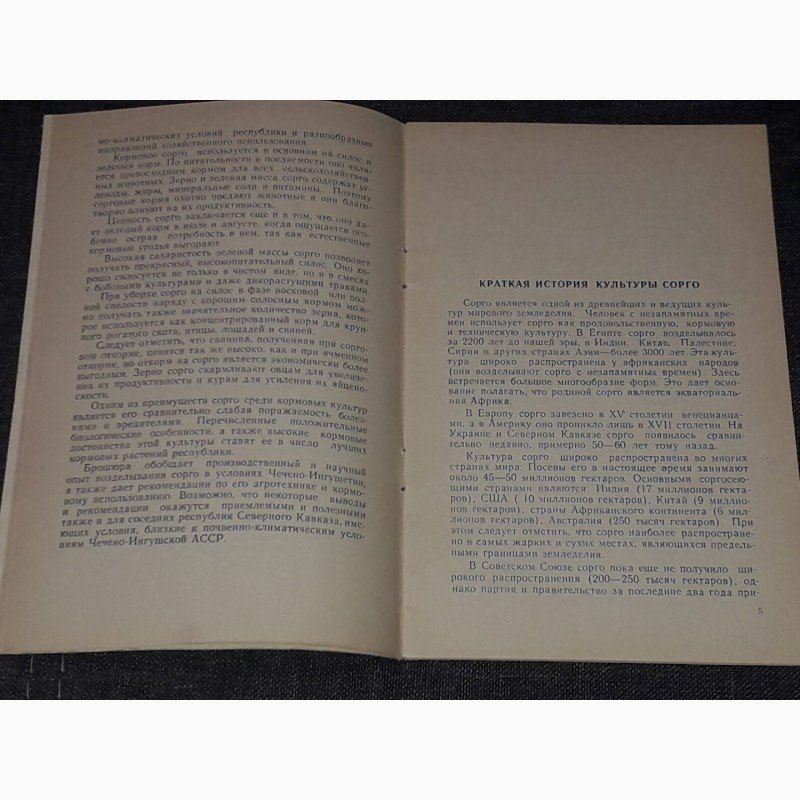 но-климатических условий республики и разнообразных
направлений хозяйственного использования.
Кормовое сорго используется в основном на силос и
зеленый корм. По питательности и поедаемости оно явля-
ется превосходным кормом для всех сельскохозяйствен-
ных животных. Зерно и зеленая масса сорго содержат уг-
леводы, жиры, минеральные соли и витамины. Поэтому
сорговые корма охотно поедают животные и они благо-
творно влияют на их продуктивность.
Ценность сорго заключается еще и в том, что оно да-
ет зеленый корм в июле и августе, когда ощущается осо-
бенно острая потребность в нем, так как естественные
кормовые угодья выгорают.
Высокая сахаристость зеленой массы сорго позволяет
получать прекрасный, высокопитательный силос. Оно хо-
рошо силосуется не только в чистом виде, но и в смесях
с бобовыми культурами и даже дикорастущими травами.
При уборке сорго на силос в фазе восковой или пол-
ной спелости наряду с хорошим силосным кормом мож-
но получать также значительное количество зерна, кото-
рое используется как концентрированный корм для круп-
ного рогатого скота, птицы, лошадей и свиней.
Следует отметить, что свинина, полученная при сорго-
вом откорме, ценится так же высоко, как и при ячменном
откорме, но откорм на сорго является экономически более
выгодным. Зерно сорго скармливают овцам для увеличе-
ния их продуктивности и курам для усиления их яйцено-
скости.
Одним из преимуществ сорго среди кормовых культур
является его сравнительно слабая поражаемость болез-
нями и вредителями. Перечисленные положительные
биологические особенности, а также высокие кормовые
достоинства этой культуры ставят ее в число лучших
кормовых растений республики.
Брошюра обобщает производственный и научный
опыт возделывания сорго в условиях Чечено-Ингушетии,
а также дает рекомендации по его агротехнике и кормо-
вому использованию. Возможно, что некоторые выводы
и рекомендации окажутся приемлемыми и полезными
также и для соседних республик Северного Кавказа, име-
ющих условия, близкие к почвенно-климатическим усло-
виям Чечено-Ингушской АССР.
КРАТКАЯ ИСТОРИЯ КУЛЬТУРЫ СОРГО
Сорго является одной из древнейших и ведущих куль-
тур мирового земледелия. Человек с незапамятных вре-
мен использует сорго как продовольственную, кормовую
и техническую культуру. В Египте сорго возделывалось
за 2200 лет до нашей эры, в Индии, Китае, Палестине,
Сирии и других странах Азии—более 3000 лет. Эта куль-
тура широко распространена у африканских народов
(они возделывают сорго с незапамятных времен). Здесь
встречается большое многообразие форм. Это дает осно-
вание полагать, что родиной сорго является экваториаль-
ная Африка.
В Европу сорго завезено в XV столетии венецианца-
ми, а в Америку оно проникло лишь в XVII столетии. На
Украине и Северном Кавказе сорго появилось сравни-
тельно недавно, примерно 50—60 лет тому назад.
Культура сорго широко распространена во многих
странах мира. Посевы его в настоящее время занимают
около 45—50 миллионов гектаров. Основными соргосею-
щими странами являются: Индия (17 миллионов гекта-
ров), США ( 10 миллионов гектаров), Китай (9 миллио-
нов гектаров), страны Африканского континента (6 мил-
лионов гектаров), Австралия (250 тысяч гектаров). При
этом следует отметить, что сорго наиболее распростране-
но в самых жарких и сухих местах, являющихся предель-
ными границами земледелия.
В Советском Союзе сорго пока еще не получило ши-
рокого распространения (200—250 тысяч гектаров), од-
нако партия и правительство за последние два года при-
5